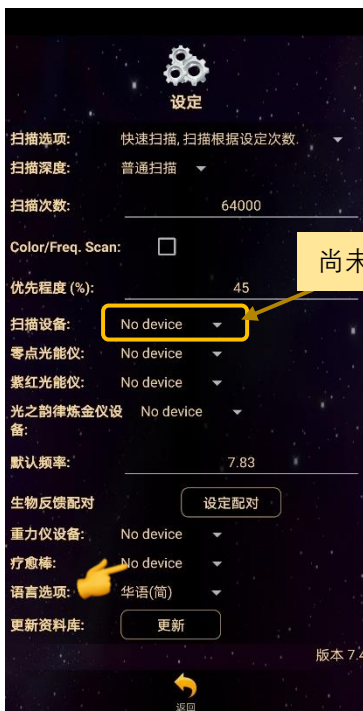 设定
扫描选项: 快速扫描, 扫描根据设定次数.
扫描深度: 普通扫描
扫描次数: 64000
Color/Freq. Scan:
尚未
优先程度 (%): 45
扫描设备: No device
零点光能仪: No device
紫红光能仪: No device
光之韵律炼金仪设 No device
备:
默认频率: 7.83
生物反馈配对 设定配对
重力仪设备: No device
疗愈棒: No device
语言选项: 华语(简)
更新资料库: 更新
版本 7.4
返回